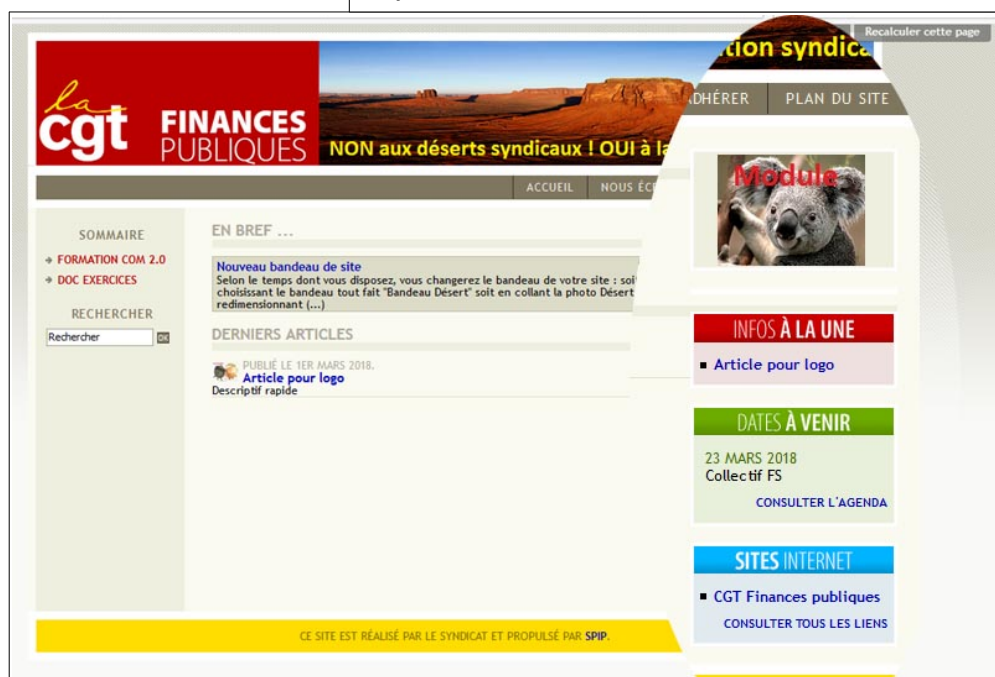 Recalculer cette page
la
cgt FINANCES
PUBLIQUES
NON aux déserts syndicaux ! OUI à la
tion syndica
ACCUEIL NOUS ÉC
DHÉRER PLAN DU SITE
SOMMAIRE
FORMATION COM 2.0
DOC EXERCICES
RECHERCHER
Rechercher OK
EN BREF ...
Nouveau bandeau de site
Selon le temps dont vous disposez, vous changerez le bandeau de votre site : soi
choisissant le bandeau tout fait "Bandeau Désert" soit en collant la photo Désert
redimensionnant (...)
DERNIERS ARTICLES
PUBLIÉ LE 1ER MARS 2018.
Article pour logo
Descriptif rapide
Module
INFOS À LA UNE
Article pour logo
DATES À VENIR
23 MARS 2018
Collectif FS
CONSULTER L'AGENDA
SITES INTERNET
CGT Finances publiques
CONSULTER TOUS LES LIENS
CE SITE EST RÉALISÉ PAR LE SYNDICAT ET PROPULSÉ PAR SPIP.